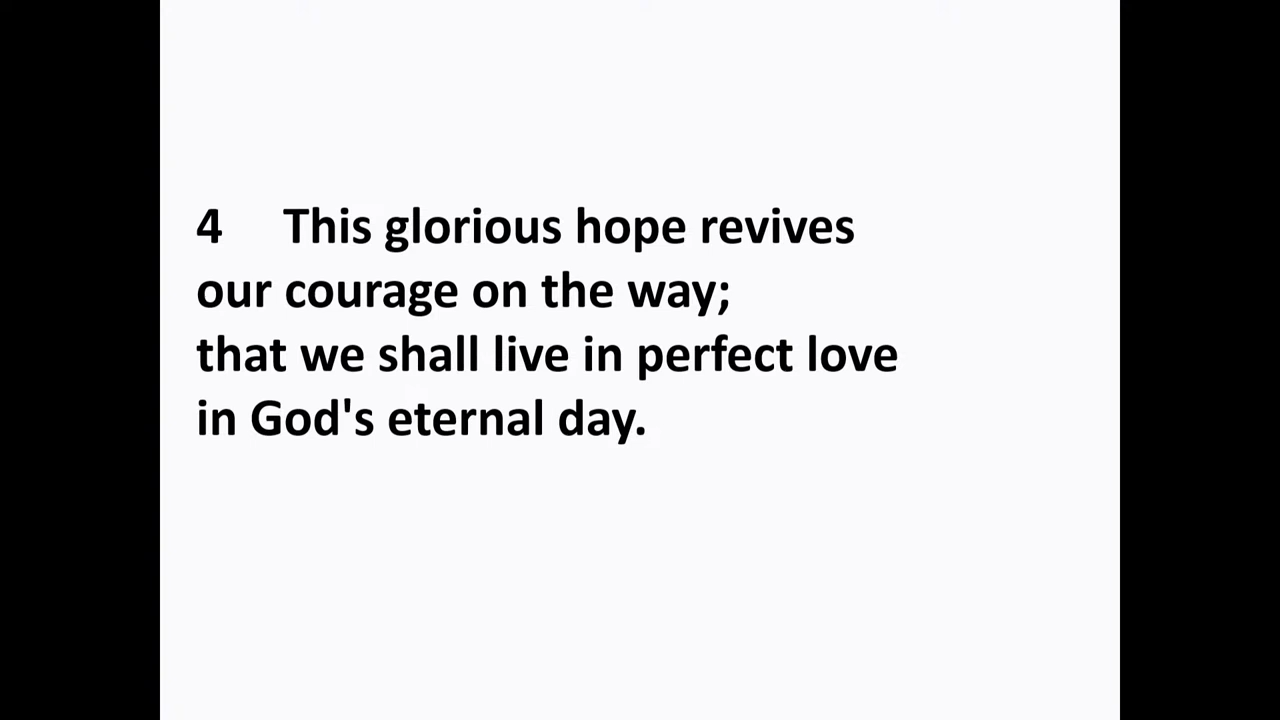 4 This glorious hope revives
our courage on the way;
that we shall live in perfect love
in God's eternal day.